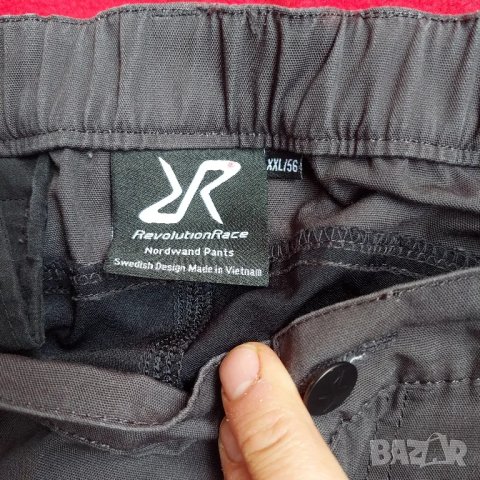 XXL/56
RevolutionRace
Nordwand Pants
Swedish Design Made in Vietnam
BAZAR